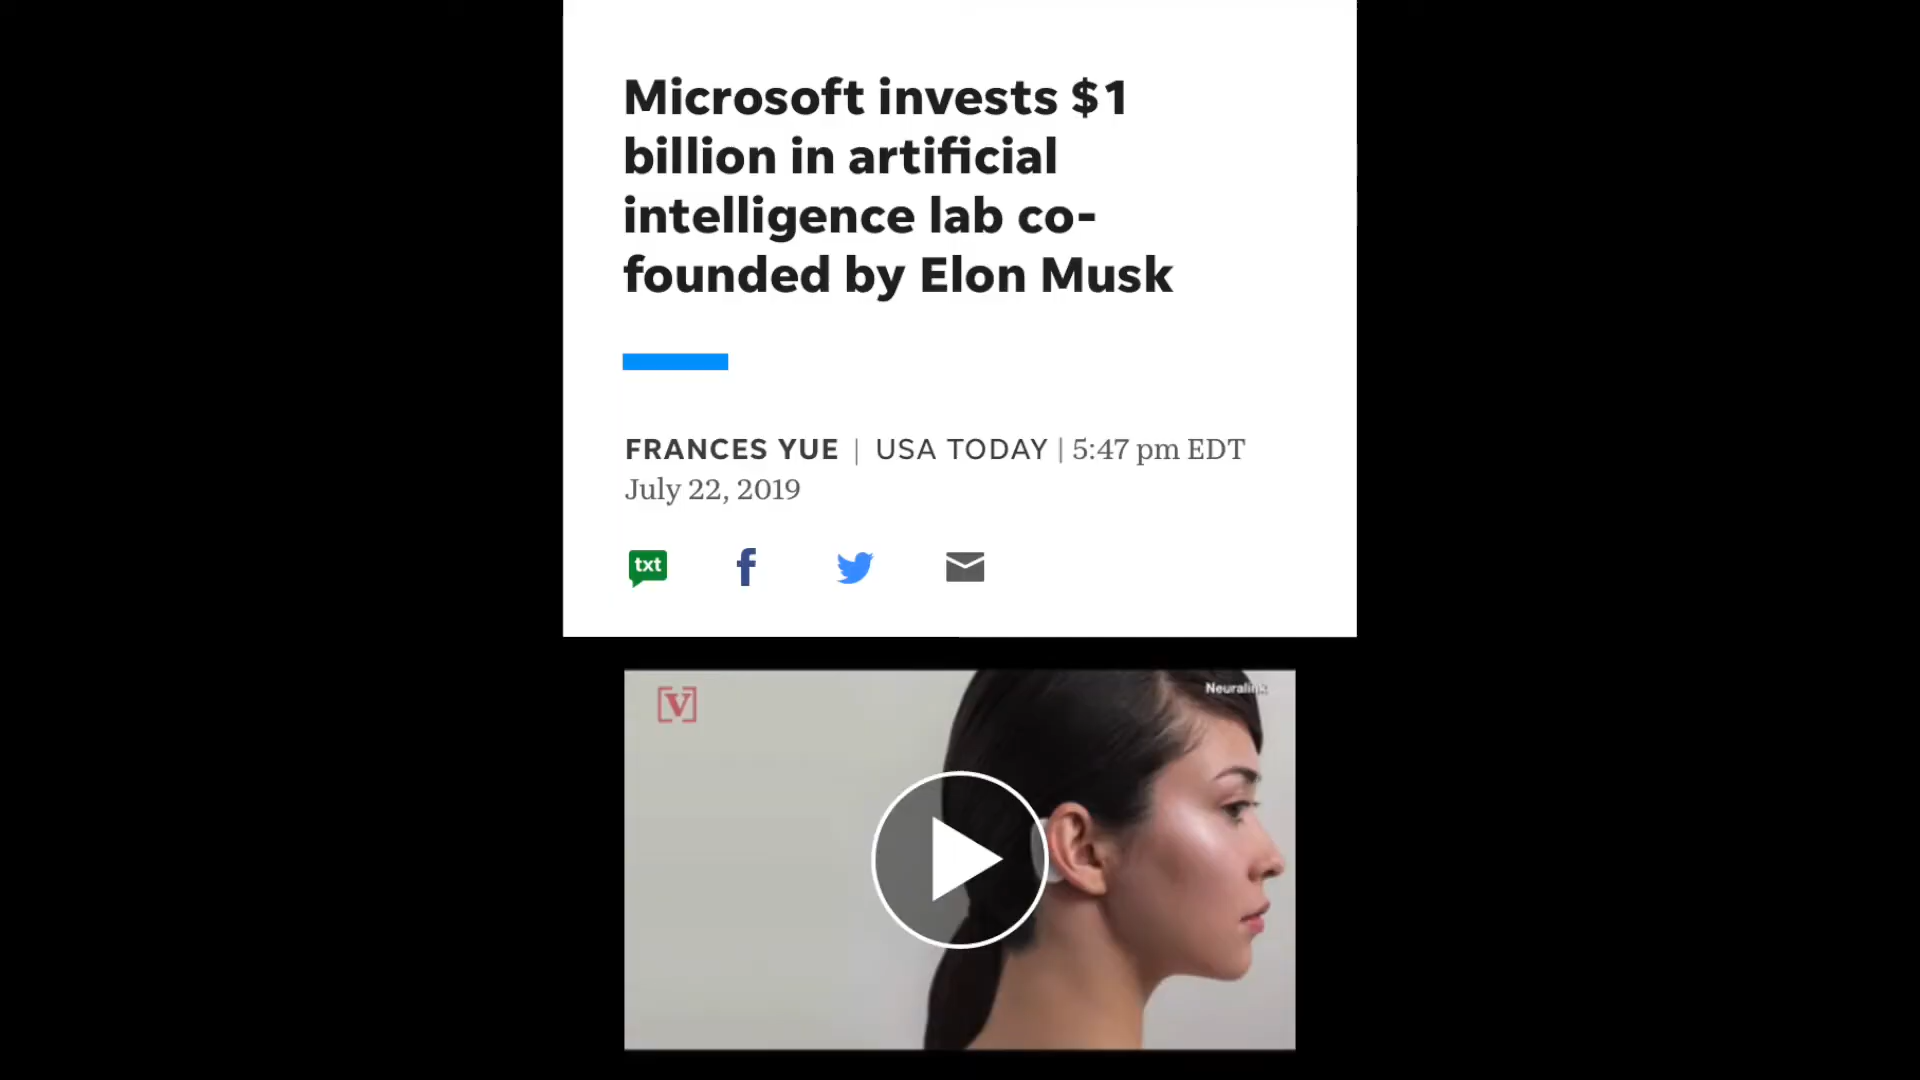 Microsoft invests $1
billion in artificial
intelligence lab co-
founded by Elon Musk
FRANCES YUE | USA TODAY | 5:47 pm EDT
July 22, 2019
txt
f
V
Neuralink